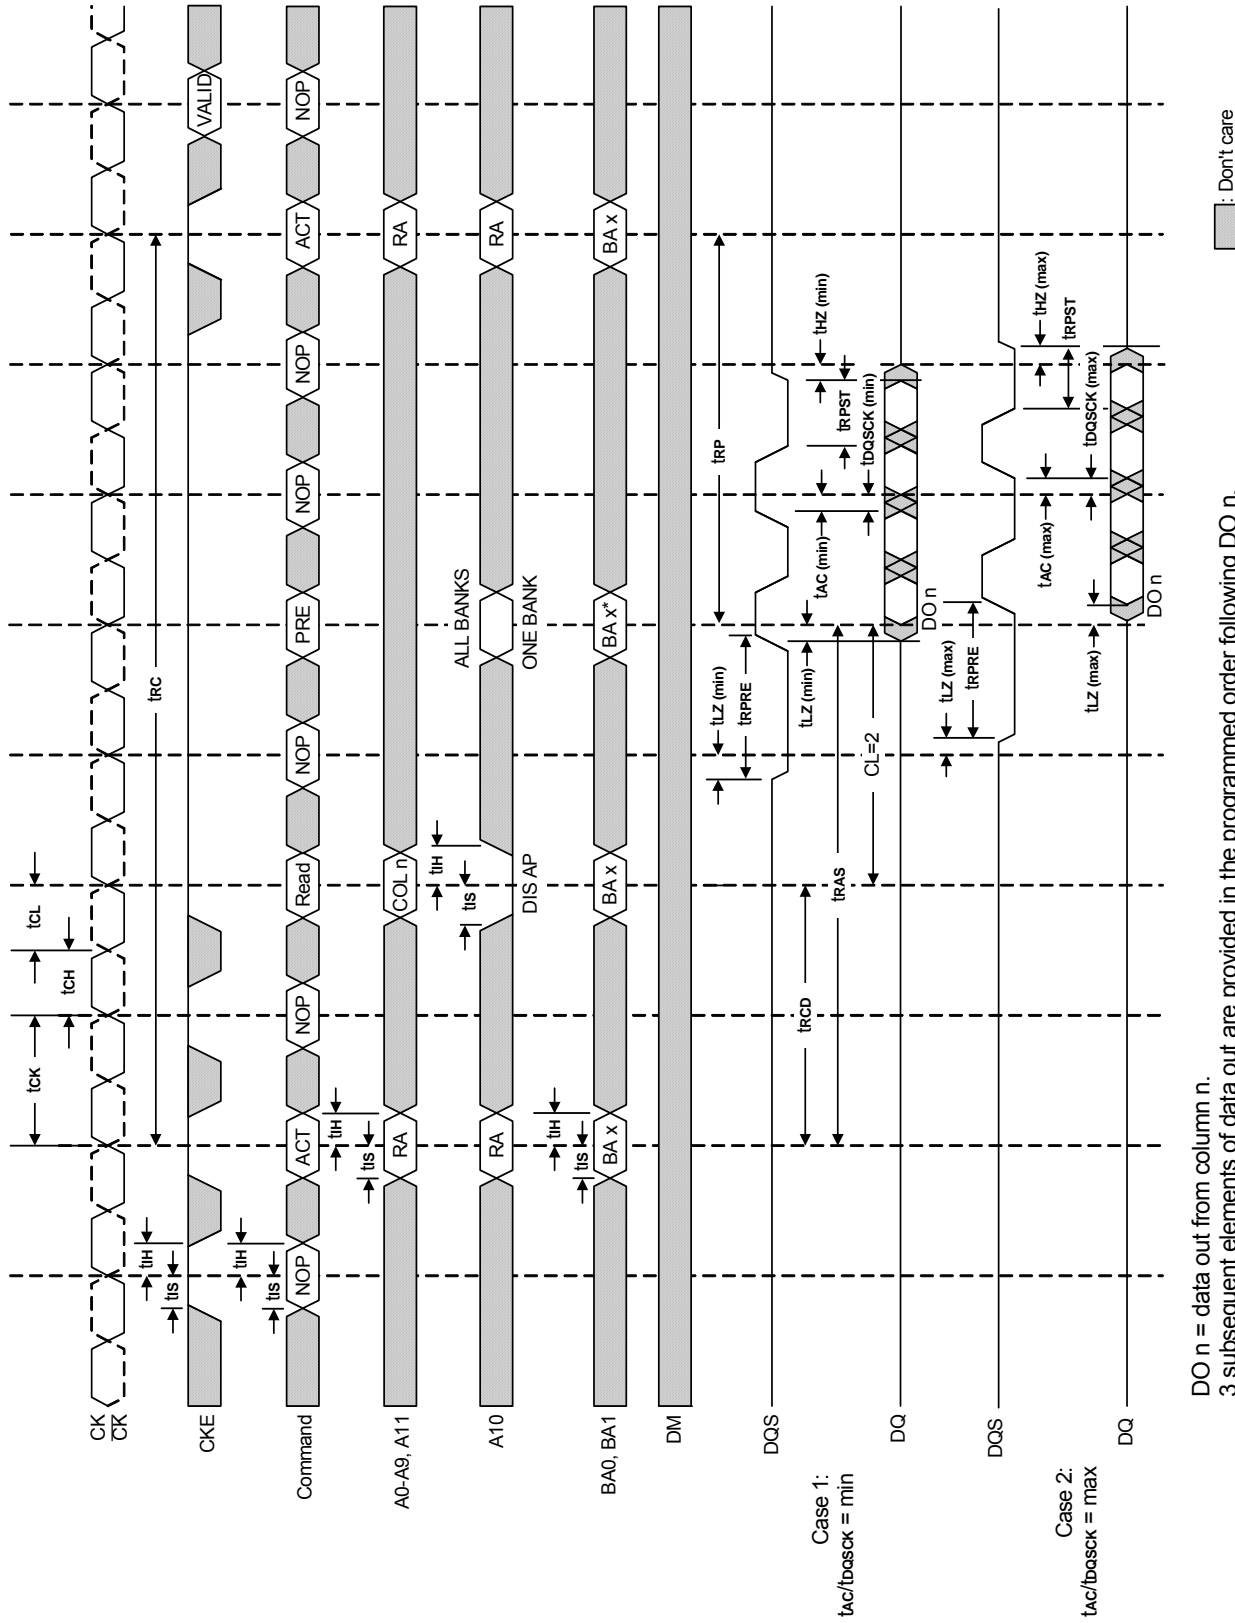 CK
CK
tCK
tCH
tCL
CKE
tIS
tIH
tRC
VALID
Command
tIS
tIH
NOP
ACT
NOP
Read
NOP
PRE
NOP
NOP
ACT
NOP
tIS
tIH
A0-A9, A11
RA
COL n
RA
tIS
tIH
ALL BANKS
A10
RA
RA
DIS AP
ONE BANK
tIS
tIH
BA0, BA1
BA x
BA x
BA x*
BA x
DM
tLZ (min)
tRPRE
tRP
DQS
Case 1:
tAC/tDQSCK = min
tRCD
tLZ (min)
tAC (min)
tHZ (min)
tRAS
tRPST
CL=2
tDQSCK (min)
DQ
DO n
tLZ (max)
tRPRE
DQS
Case 2:
tAC/tDQSCK = max
tAC (max)
tHZ (max)
tRPST
tLZ (max)
tDQSCK (max)
DQ
DO n
DO n = data out from column n.
3 subsequent elements of data out are provided in the programmed order following DO n.
: Don't care